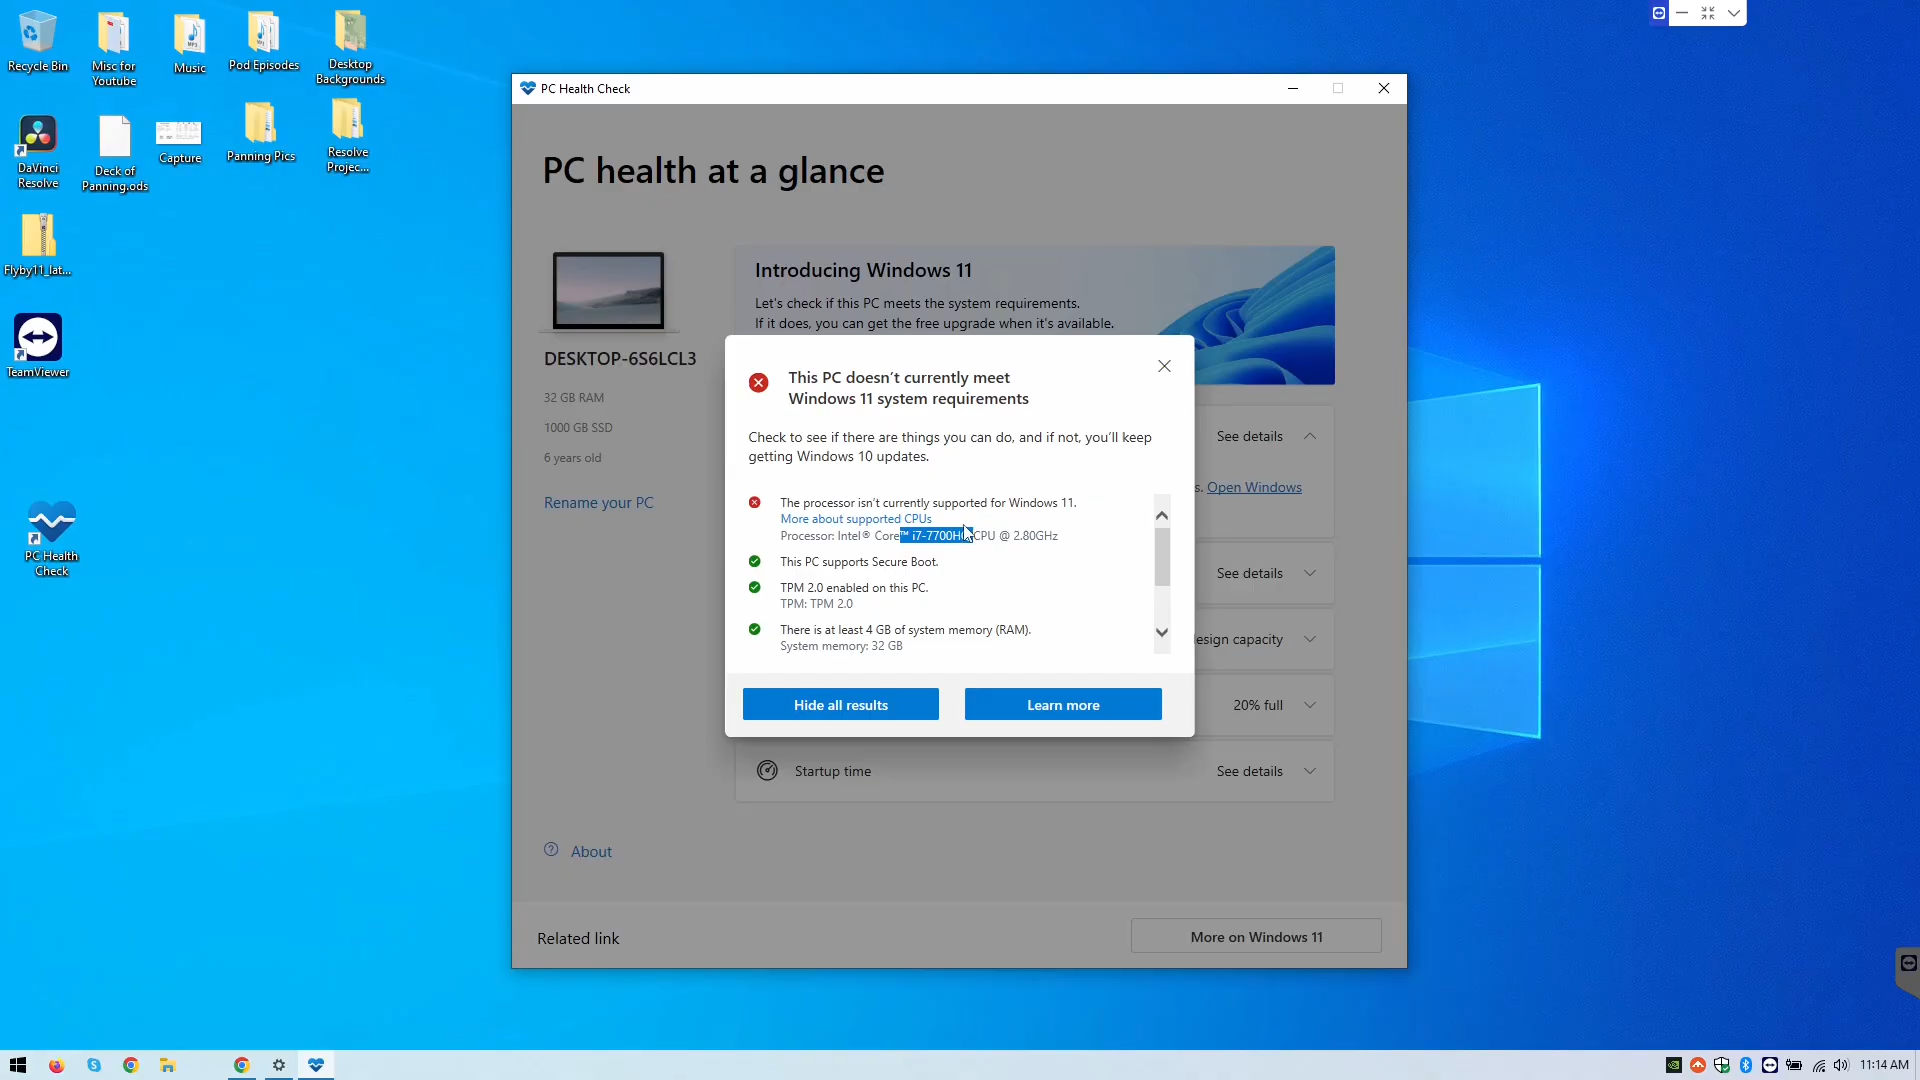 Recycle Bin
Misc for
Youtube
Music
Pod Episodes
Desktop
Backgrounds
DaVinci
Resolve
Deck of
Panning.ods
Capture
Panning Pics
Resolve
Projec...
Flyby11_lat...
TeamViewer
PC Health
Check
PC Health Check
PC health at a glance
DESKTOP-6S6LCL3
32 GB RAM
1000 GB SSD
6 years old
Rename your PC
Introducing Windows 11
Let's check if this PC meets the system requirements.
If it does, you can get the free upgrade when it's available.
This PC doesn't currently meet
Windows 11 system requirements
Check to see if there are things you can do, and if not, you'll keep
getting Windows 10 updates.
The processor isn't currently supported for Windows 11.
More about supported CPUs
Processor: Intel® Core™ i7-7700HQ CPU @ 2.80GHz
This PC supports Secure Boot.
TPM 2.0 enabled on this PC.
TPM: TPM 2.0
There is at least 4 GB of system memory (RAM).
System memory: 32 GB
Hide all results
Learn more
See details
s. Open Windows
See details
esign capacity
20% full
Startup time
See details
About
Related link
More on Windows 11
11:14 AM